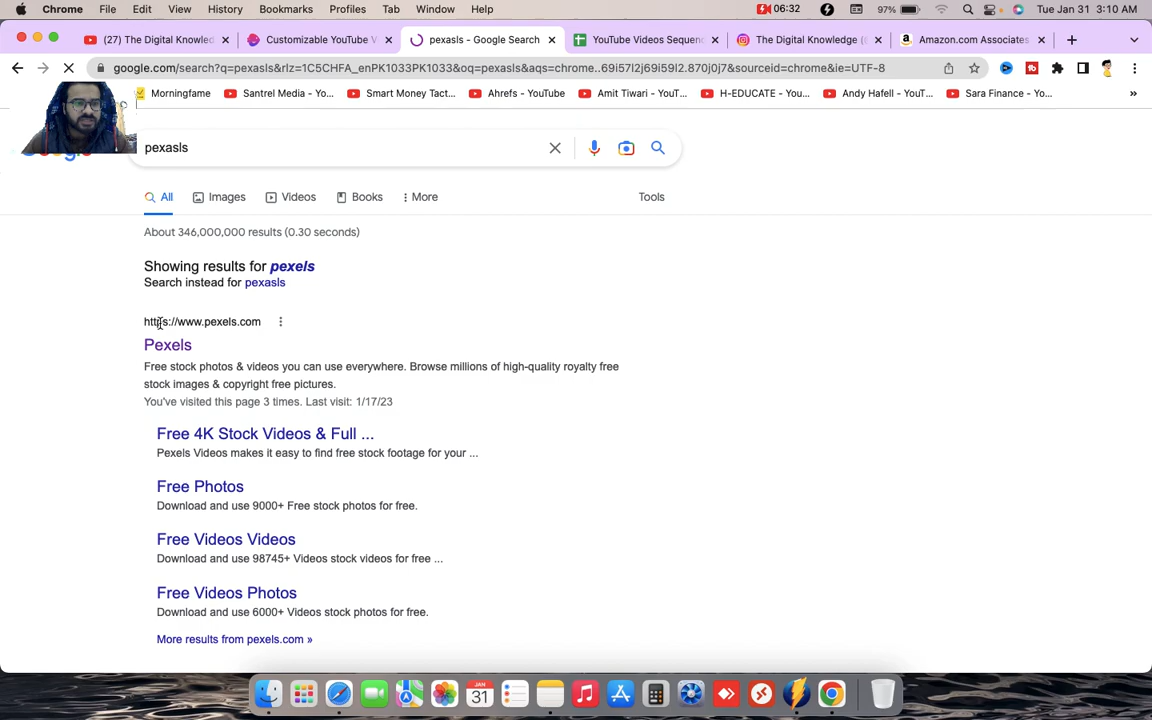 Chrome File Edit View History Bookmarks Profiles Tab Window Help 06:32 97% Tue Jan 31 3:10 AM
(27) The Digital Knowled Customizable YouTube V pexasls - Google Search YouTube Videos Sequenc The Digital Knowledge ( Amazon.com Associates
google.com/search?q=pexasls&rlz=1C5CHFA_enPK1033PK1033&oq=pexasls&aqs=chrome..69i57l2j69i59l2.870j0j7&sourceid=chrome&ie=UTF-8
Morningfame Santrel Media - Yo... Smart Money Tact... Ahrefs - YouTube Amit Tiwari - YouT... H-EDUCATE - You... Andy Hafell - YouT... Sara Finance - Yo... »
pexasls
All Images Videos Books More Tools
About 346,000,000 results (0.30 seconds)
Showing results for pexels
Search instead for pexasls
https://www.pexels.com
Pexels
Free stock photos & videos you can use everywhere. Browse millions of high-quality royalty free
stock images & copyright free pictures.
You've visited this page 3 times. Last visit: 1/17/23
Free 4K Stock Videos & Full ...
Pexels Videos makes it easy to find free stock footage for your ...
Free Photos
Download and use 9000+ Free stock photos for free.
Free Videos Videos
Download and use 98745+ Videos stock videos for free ...
Free Videos Photos
Download and use 6000+ Videos stock photos for free.
More results from pexels.com »
JAN
31